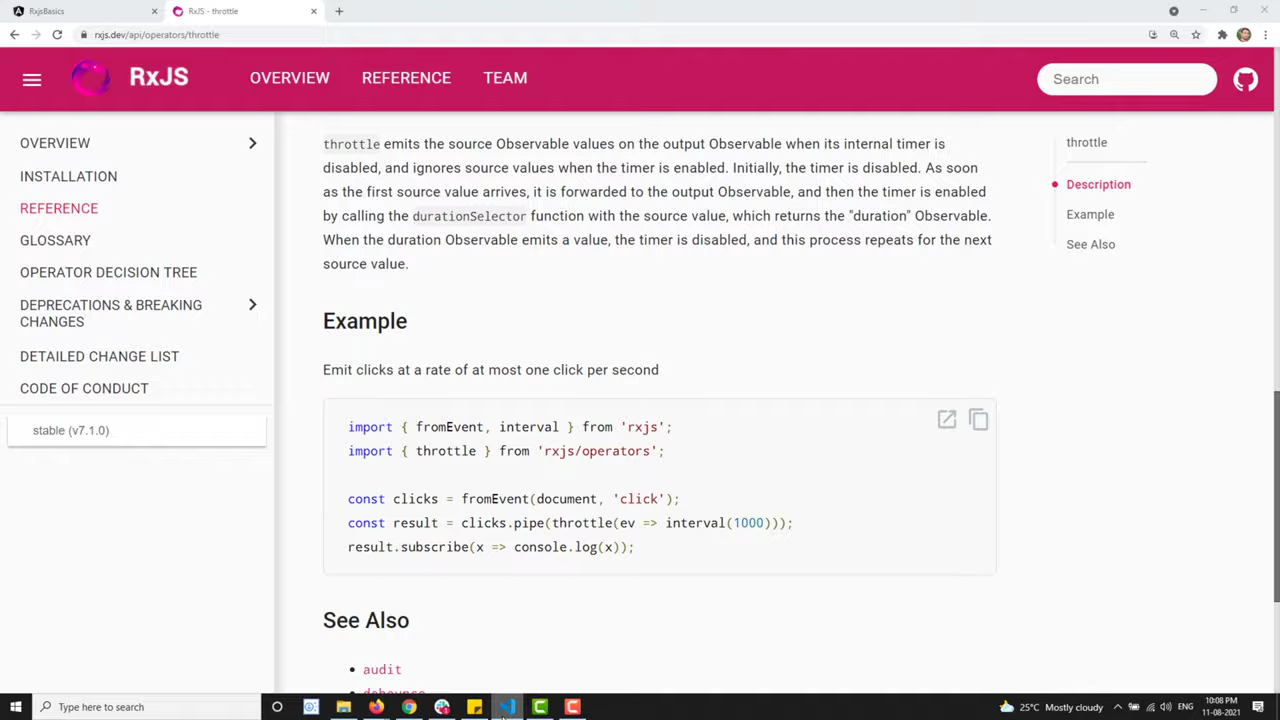 RxjsBasics
RxJS - throttle
rxjs.dev/api/operators/throttle
RxJS
OVERVIEW
REFERENCE
TEAM
Search
OVERVIEW
INSTALLATION
REFERENCE
GLOSSARY
OPERATOR DECISION TREE
DEPRECATIONS & BREAKING
CHANGES
DETAILED CHANGE LIST
CODE OF CONDUCT
stable (v7.1.0)
throttle emits the source Observable values on the output Observable when its internal timer is
disabled, and ignores source values when the timer is enabled. Initially, the timer is disabled. As soon
as the first source value arrives, it is forwarded to the output Observable, and then the timer is enabled
by calling the durationSelector function with the source value, which returns the "duration" Observable.
When the duration Observable emits a value, the timer is disabled, and this process repeats for the next
source value.
Example
Emit clicks at a rate of at most one click per second
import { fromEvent, interval } from 'rxjs';
import { throttle } from 'rxjs/operators';
const clicks = fromEvent(document, 'click');
const result = clicks.pipe(throttle(ev => interval(1000)));
result.subscribe(x => console.log(x));
See Also
audit
debounce
throttle
Description
Example
See Also
Type here to search
25°C Mostly cloudy
ENG
10:08 PM
11-08-2021